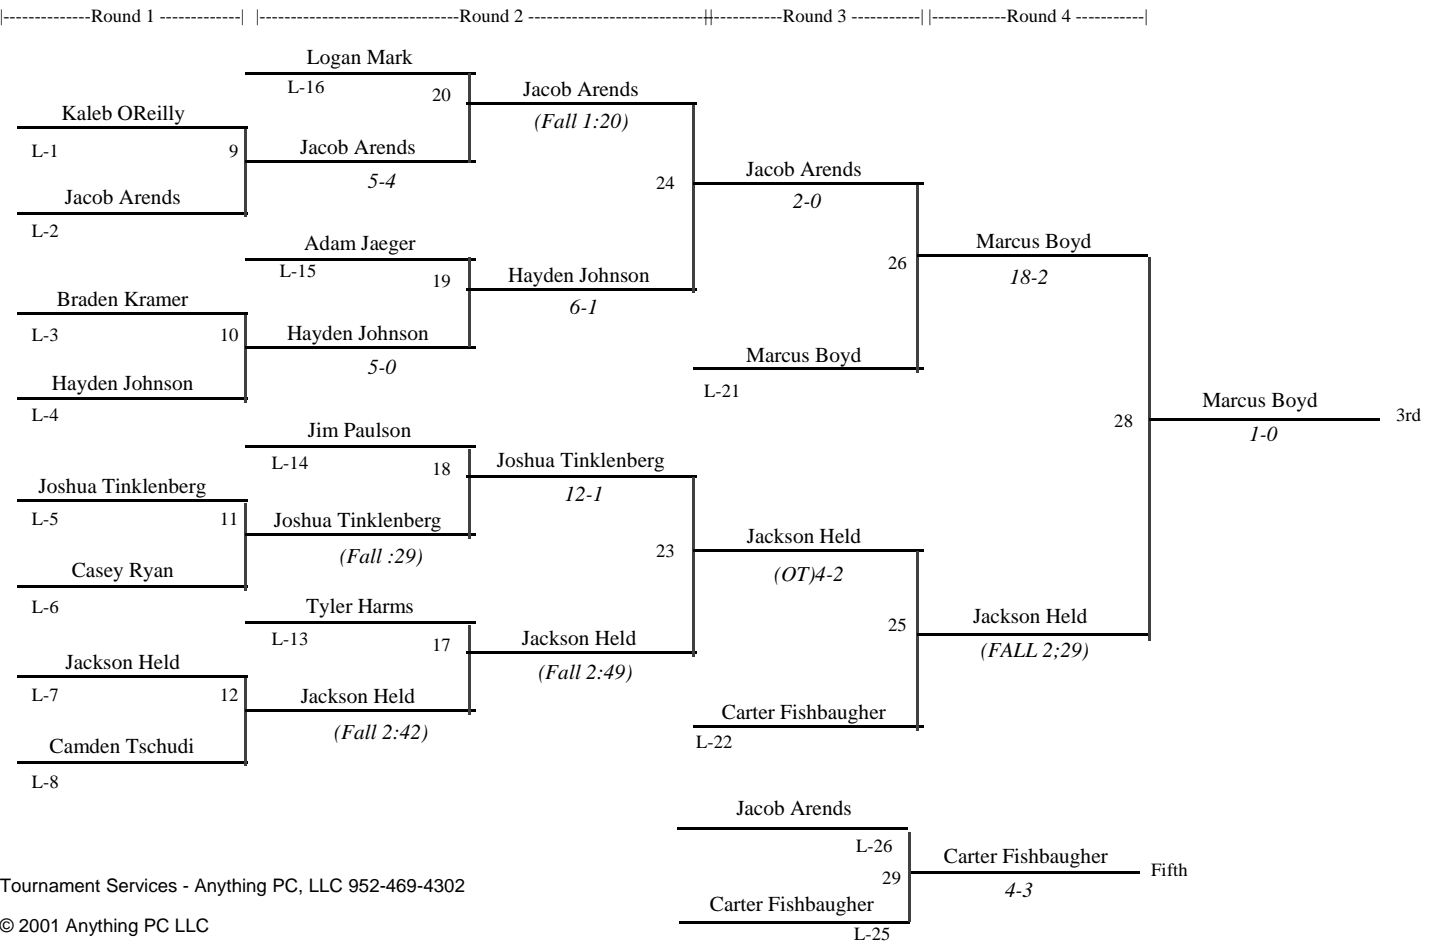 |--------------Round 1 -------------|  |--------------------------------Round 2 ----------------------------||-----------Round 3 -----------||------------Round 4 -----------|
Logan Mark
L-16
20
Jacob Arends
(Fall 1:20)
Kaleb OReilly
L-1
9
Jacob Arends
5-4
Jacob Arends
L-2
24
Jacob Arends
2-0
Adam Jaeger
L-15
19
Hayden Johnson
6-1
26
Marcus Boyd
18-2
Braden Kramer
L-3
10
Hayden Johnson
5-0
Hayden Johnson
L-4
Marcus Boyd
L-21
28
Marcus Boyd
1-0
3rd
Jim Paulson
L-14
18
Joshua Tinklenberg
12-1
Joshua Tinklenberg
L-5
11
Joshua Tinklenberg
(Fall :29)
Casey Ryan
L-6
23
Jackson Held
(OT)4-2
Tyler Harms
L-13
17
Jackson Held
(Fall 2:49)
25
Jackson Held
(FALL 2;29)
Jackson Held
L-7
12
Jackson Held
(Fall 2:42)
Camden Tschudi
L-8
Carter Fishbaugher
L-22
Jacob Arends
L-26
29
Carter Fishbaugher
4-3
Fifth
Carter Fishbaugher
L-25
Tournament Services - Anything PC, LLC 952-469-4302
© 2001 Anything PC LLC